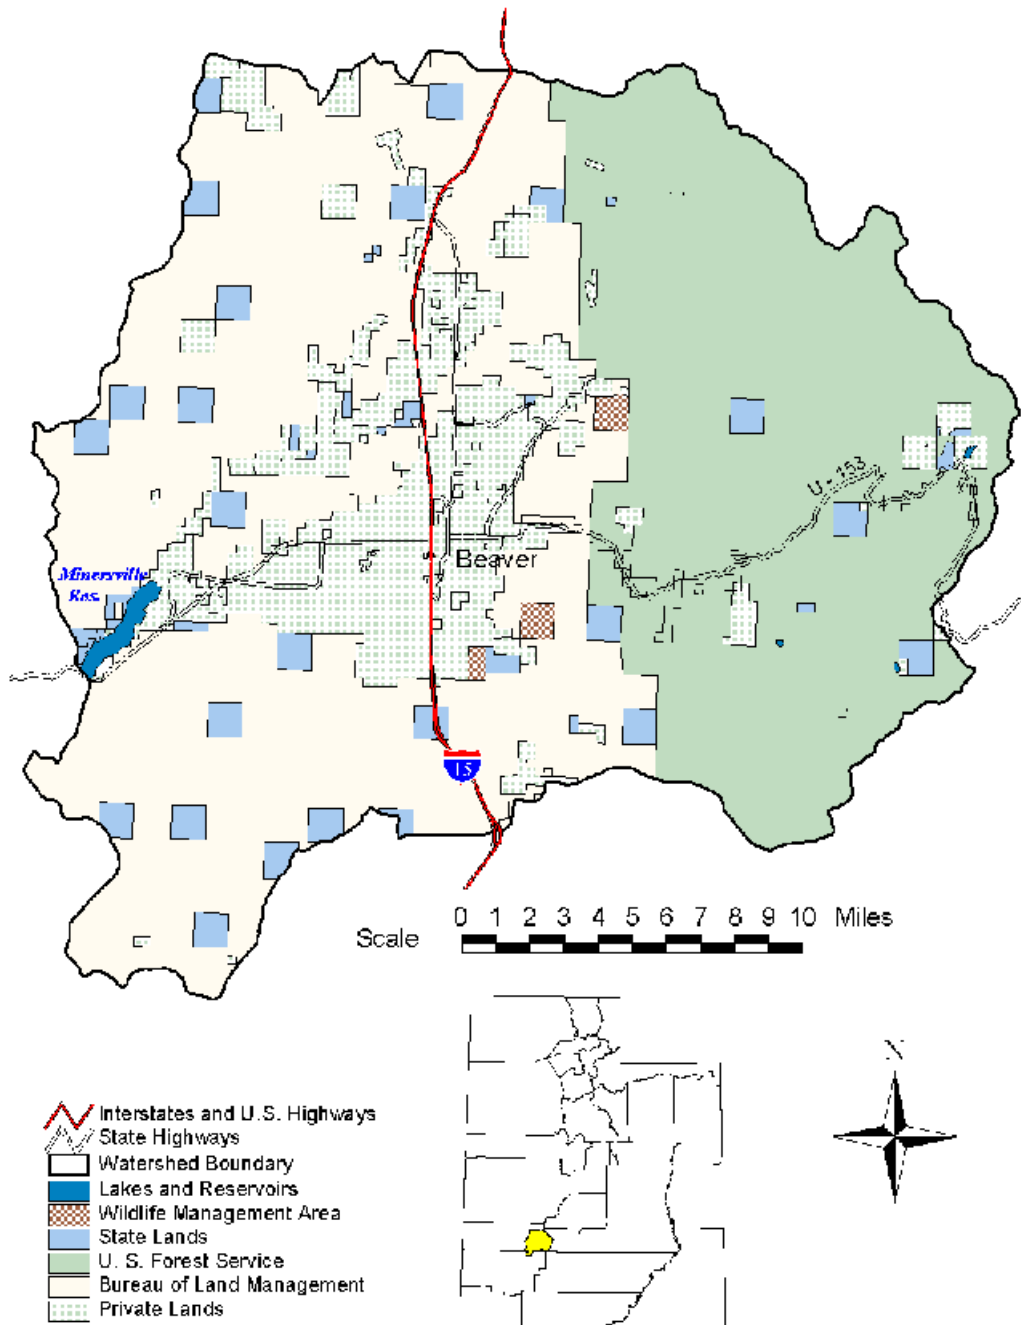 U - 153
Beaver
Minersville
Res.
15
0 1 2 3 4 5 6 7 8 9 10 Miles
Scale
N
Interstates and U.S. Highways
State Highways
Watershed Boundary
Lakes and Reservoirs
Wildlife Management Area
State Lands
U. S. Forest Service
Bureau of Land Management
Private Lands